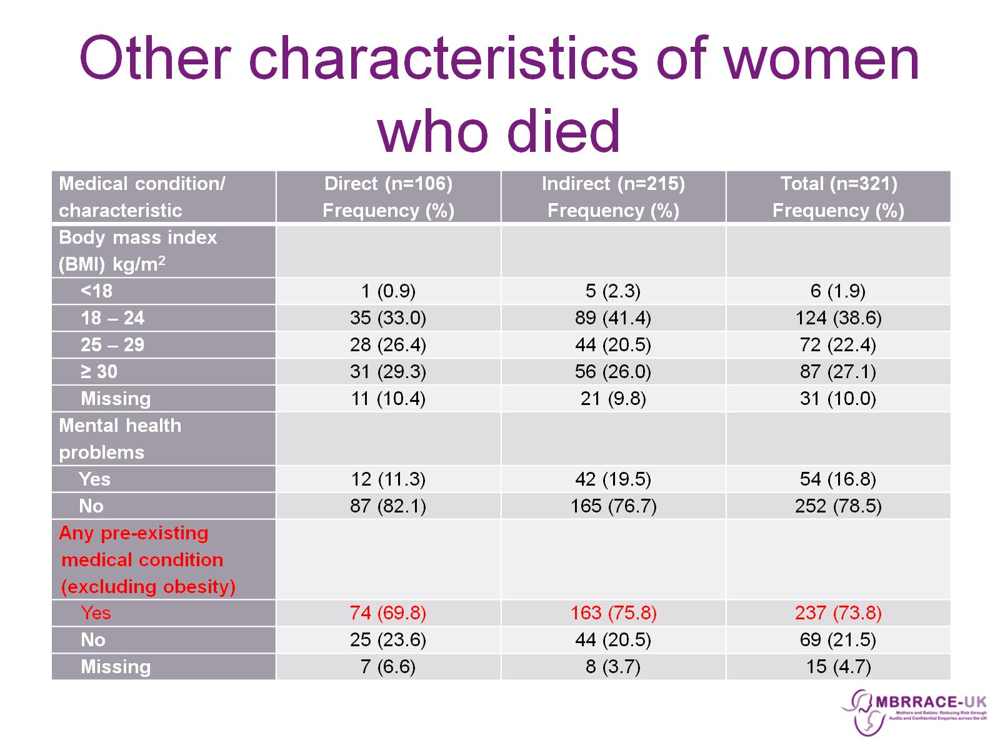 Other characteristics of women
who died
Medical condition/ characteristic Direct (n=106) Frequency (%) Indirect (n=215) Frequency (%) Total (n=321) Frequency (%)
Body mass index
(BMI) kg/m²
<18 1 (0.9) 5 (2.3) 6 (1.9)
18 – 24 35 (33.0) 89 (41.4) 124 (38.6)
25 – 29 28 (26.4) 44 (20.5) 72 (22.4)
≥ 30 31 (29.3) 56 (26.0) 87 (27.1)
Missing 11 (10.4) 21 (9.8) 31 (10.0)
Mental health
problems
Yes 12 (11.3) 42 (19.5) 54 (16.8)
No 87 (82.1) 165 (76.7) 252 (78.5)
Any pre-existing
medical condition
(excluding obesity)
Yes 74 (69.8) 163 (75.8) 237 (73.8)
No 25 (23.6) 44 (20.5) 69 (21.5)
Missing 7 (6.6) 8 (3.7) 15 (4.7)
MBRRACE-UK
Mothers and Babies: Reducing Risk through
Audits and Confidential Enquiries across the UK